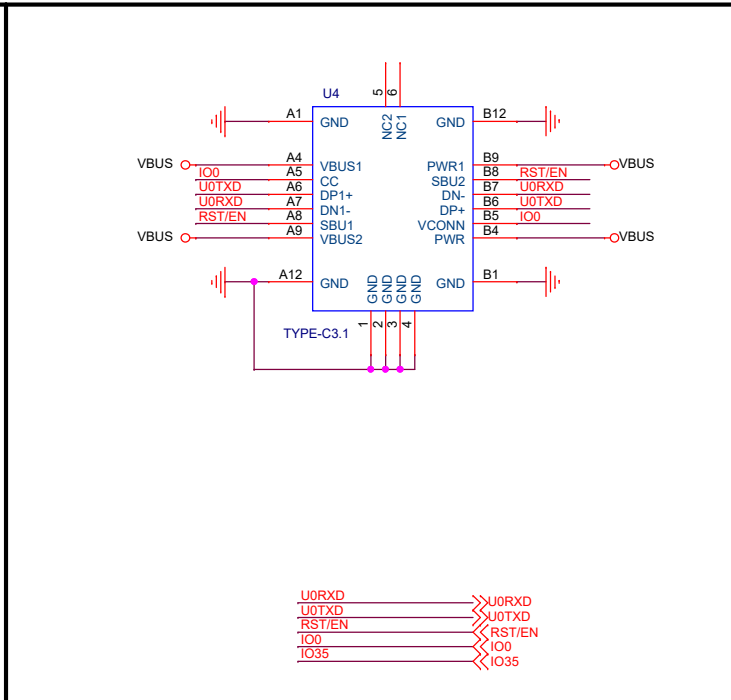 U4
5 6
NC2 NC1
A1 GND GND B12
VBUS A4 VBUS1 PWR1 B9 VBUS
IO0 A5 CC SBU2 B8 RST/EN
U0TXD A6 DP1+ DN- B7 U0RXD
U0RXD A7 DN1- DP+ B6 U0TXD
RST/EN A8 SBU1 VCONN B5 IO0
VBUS A9 VBUS2 PWR B4 VBUS
A12 GND GND B1
GND GND GND GND
1 2 3 4
TYPE-C3.1
U0RXD U0RXD
U0TXD U0TXD
RST/EN RST/EN
IO0 IO0
IO35 IO35